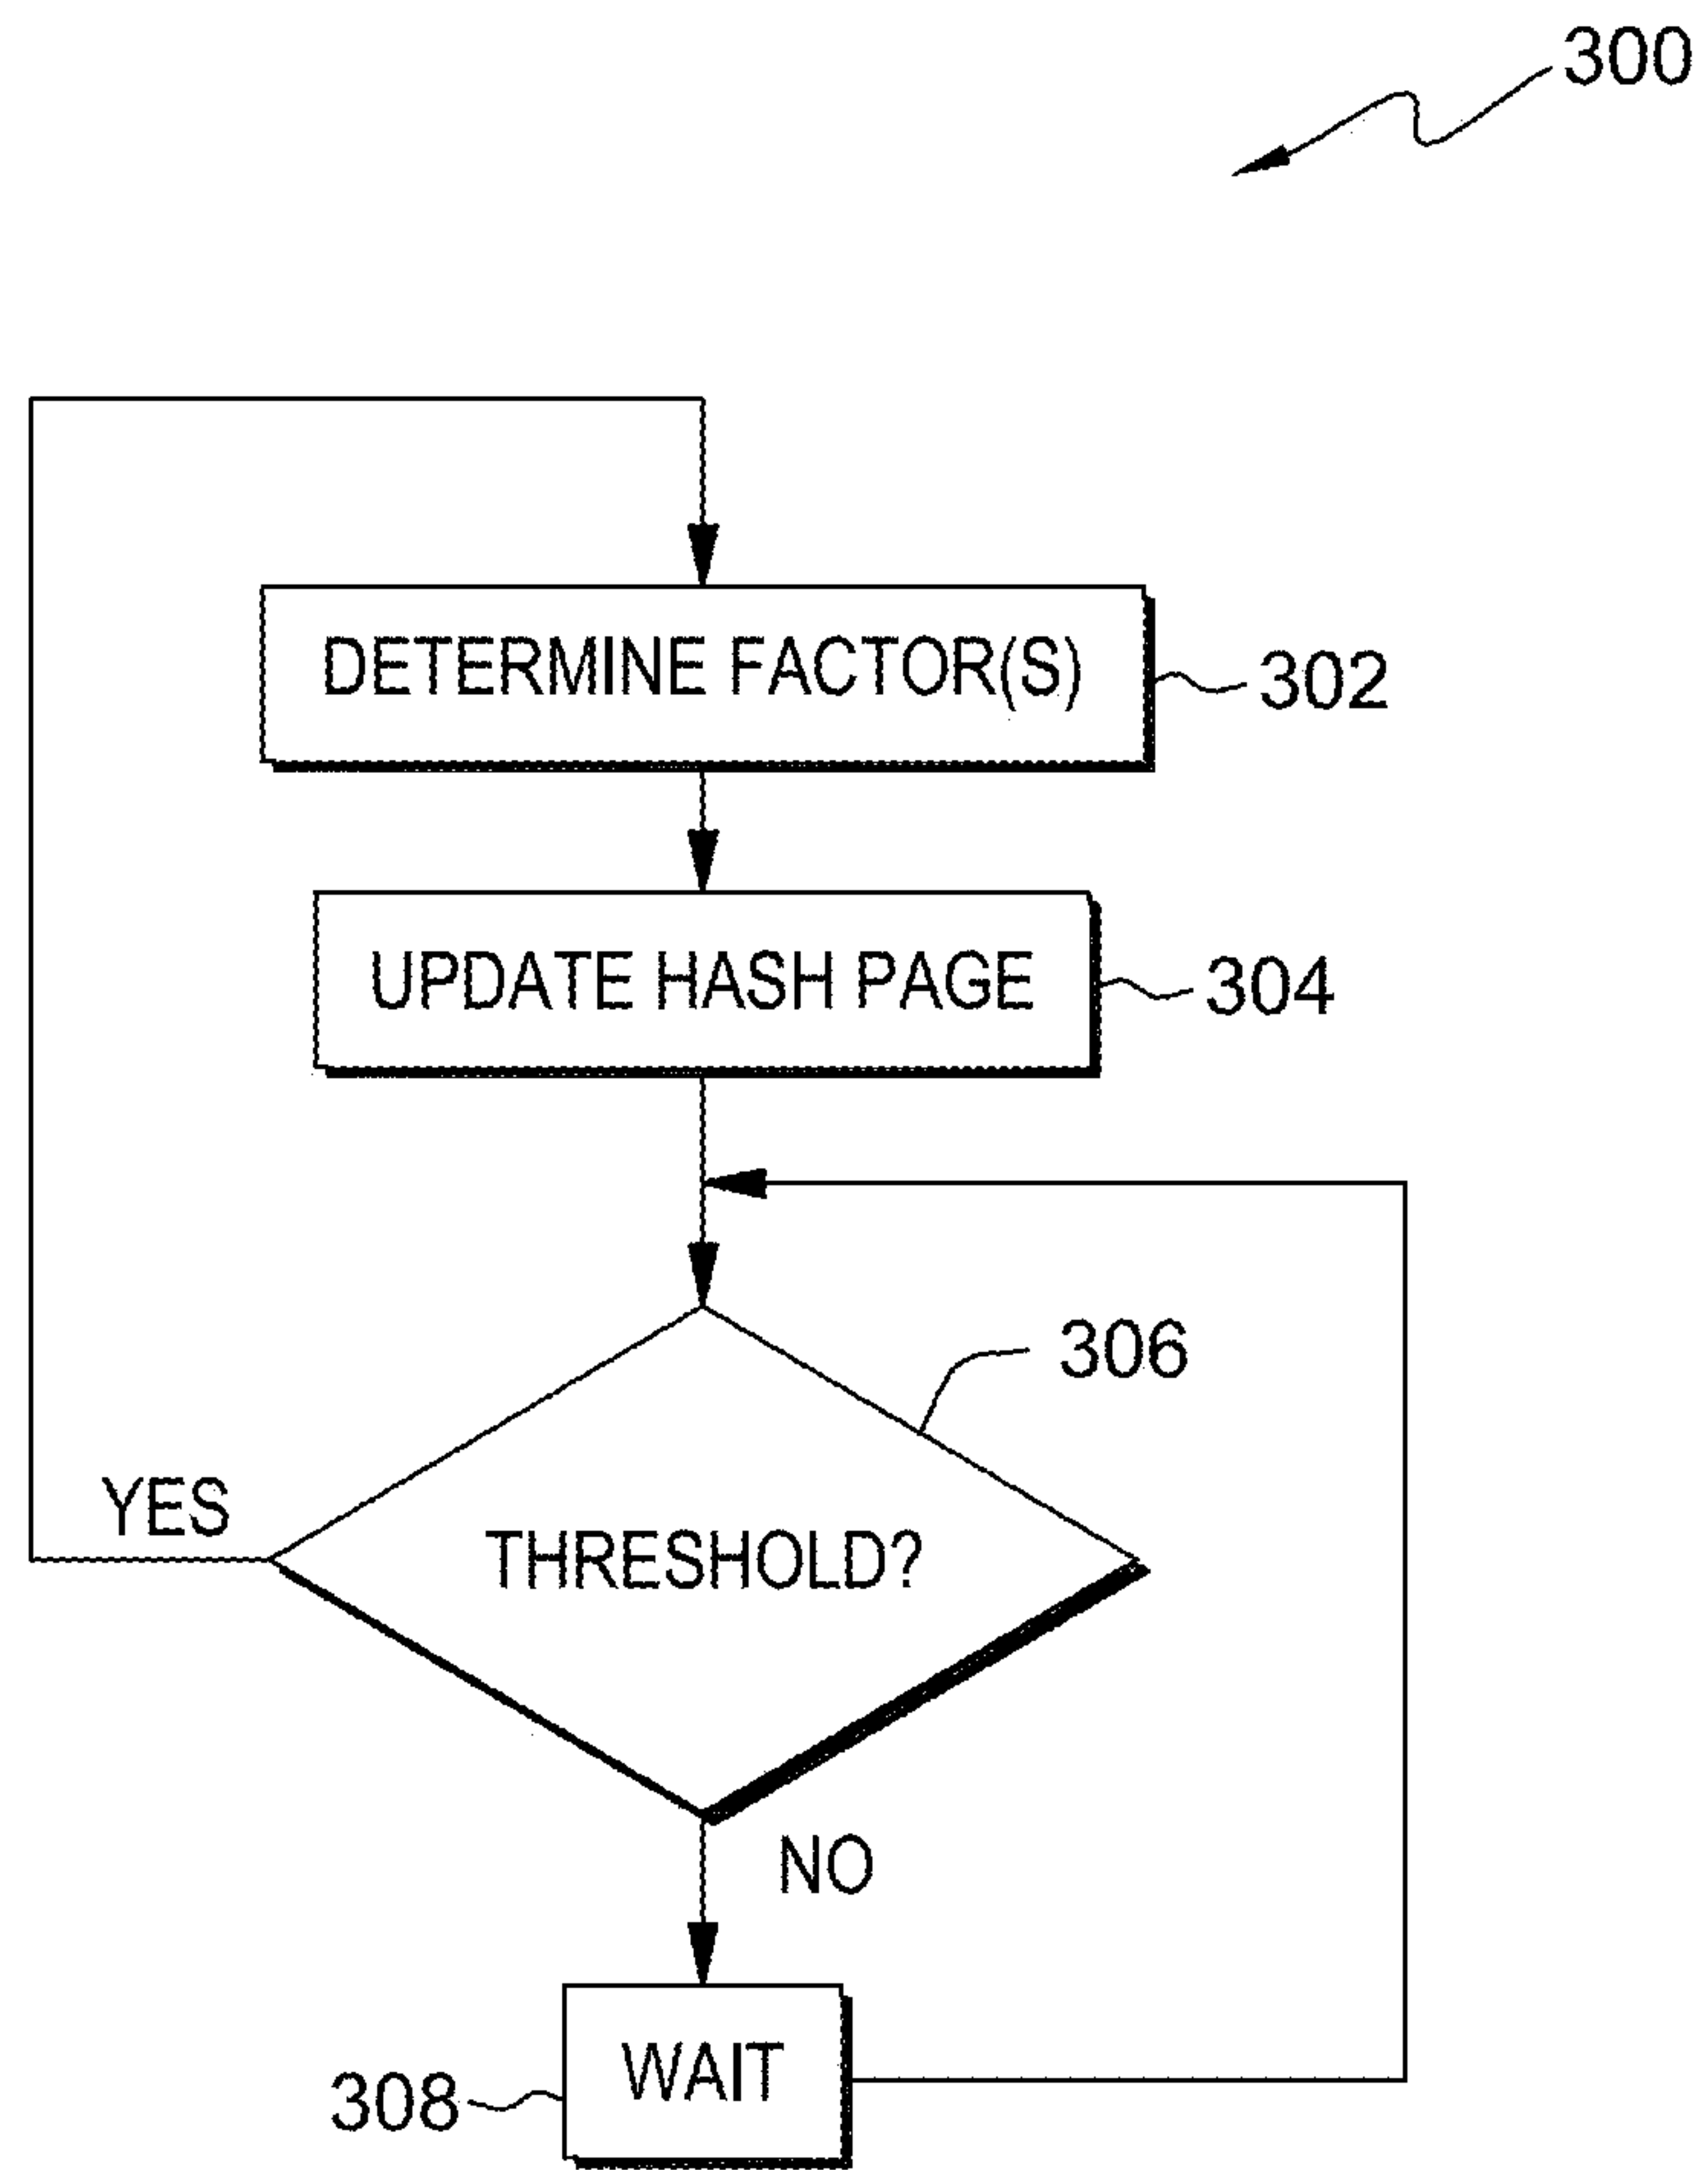 300
DETERMINE FACTOR(S)
302
UPDATE HASH PAGE
304
306
YES
THRESHOLD?
NO
WAIT
308